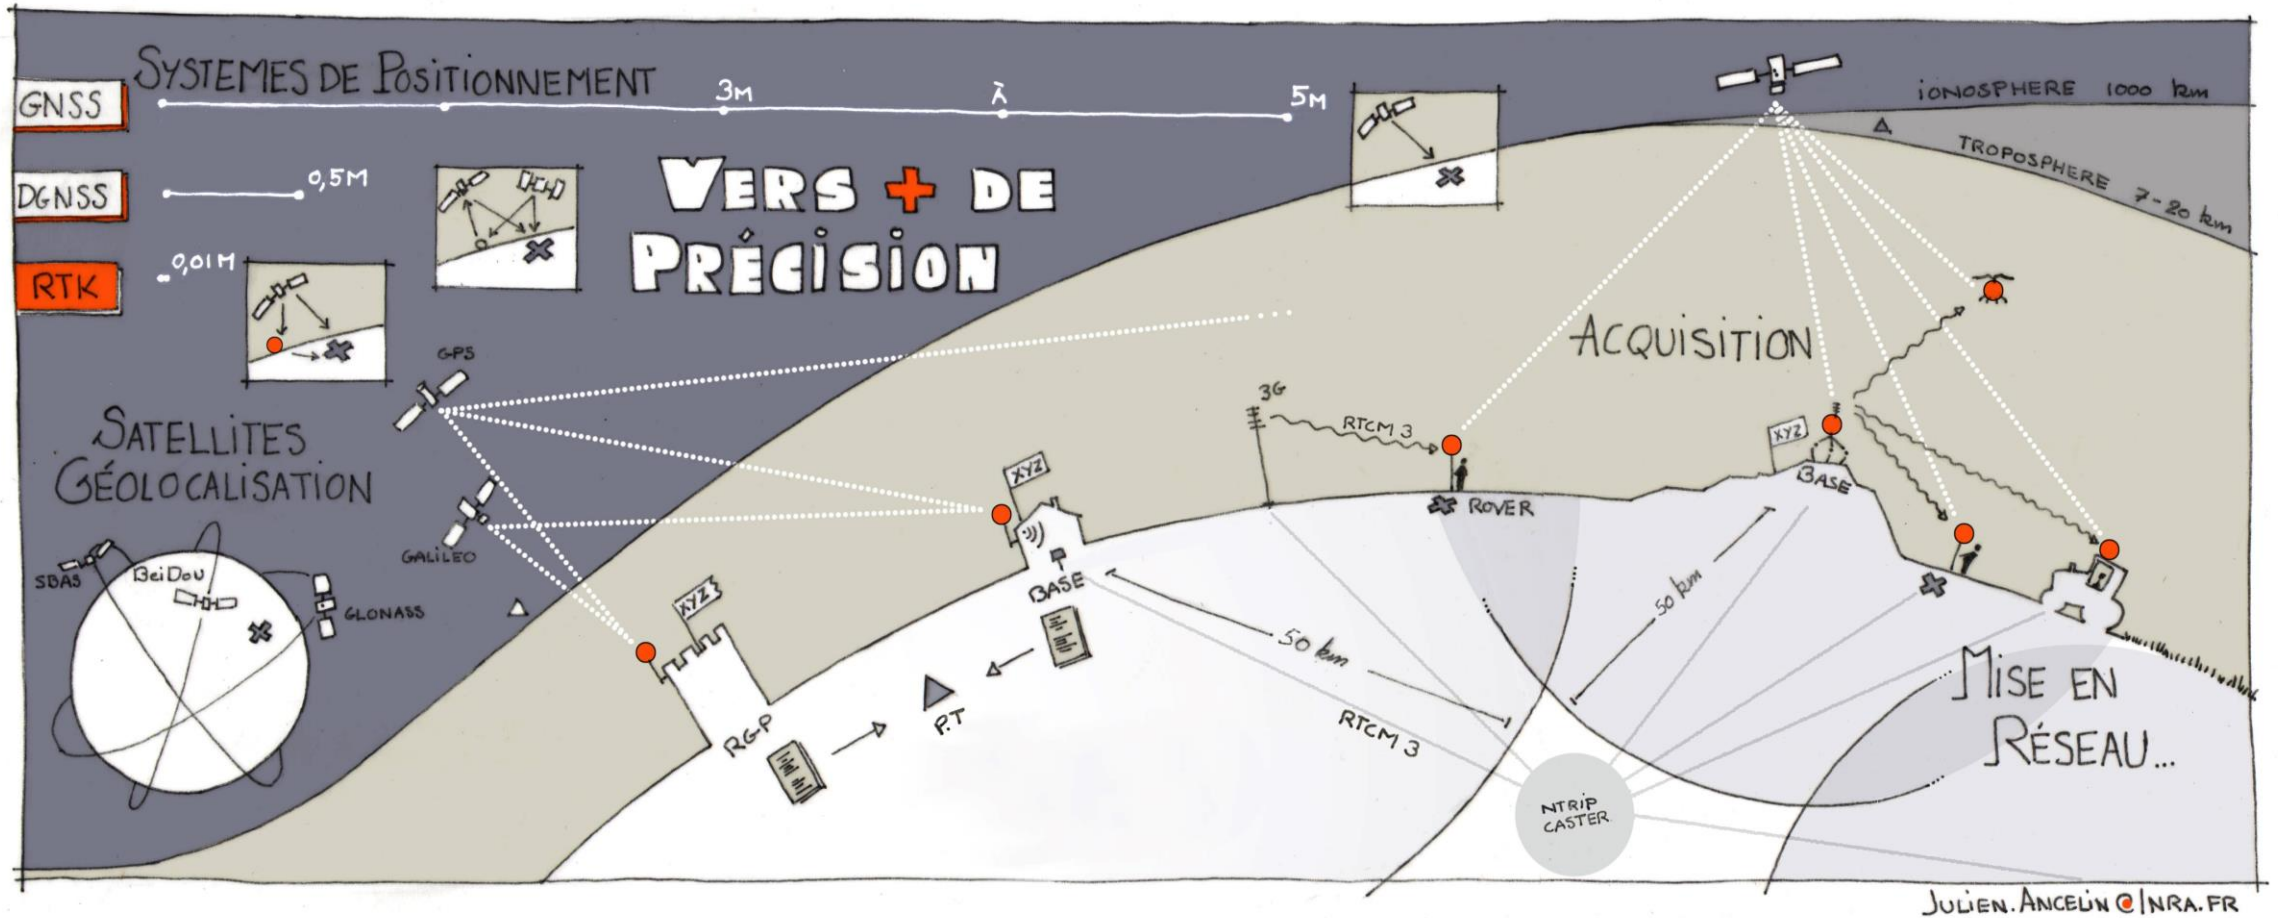 SYSTEMES DE POSITIONNEMENT
GNSS
3M
À
5M
DGNSS
0,5M
RTK
0,01M
VERS + DE
PRÉCISION
IONOSPHERE 1000 km
TROPOSPHERE 7-20 km
ACQUISITION
GPS
SATELLITES
GÉOLOCALISATION
GALILEO
SBAS
BeiDou
GLONASS
XYZ
RGP
P.T
XYZ
BASE
3G
RTCM 3
ROVER
XYZ
BASE
50 km
50 km
RTCM 3
NTRIP
CASTER
MISE EN
RÉSEAU...
JULIEN.ANCELIN@INRA.FR